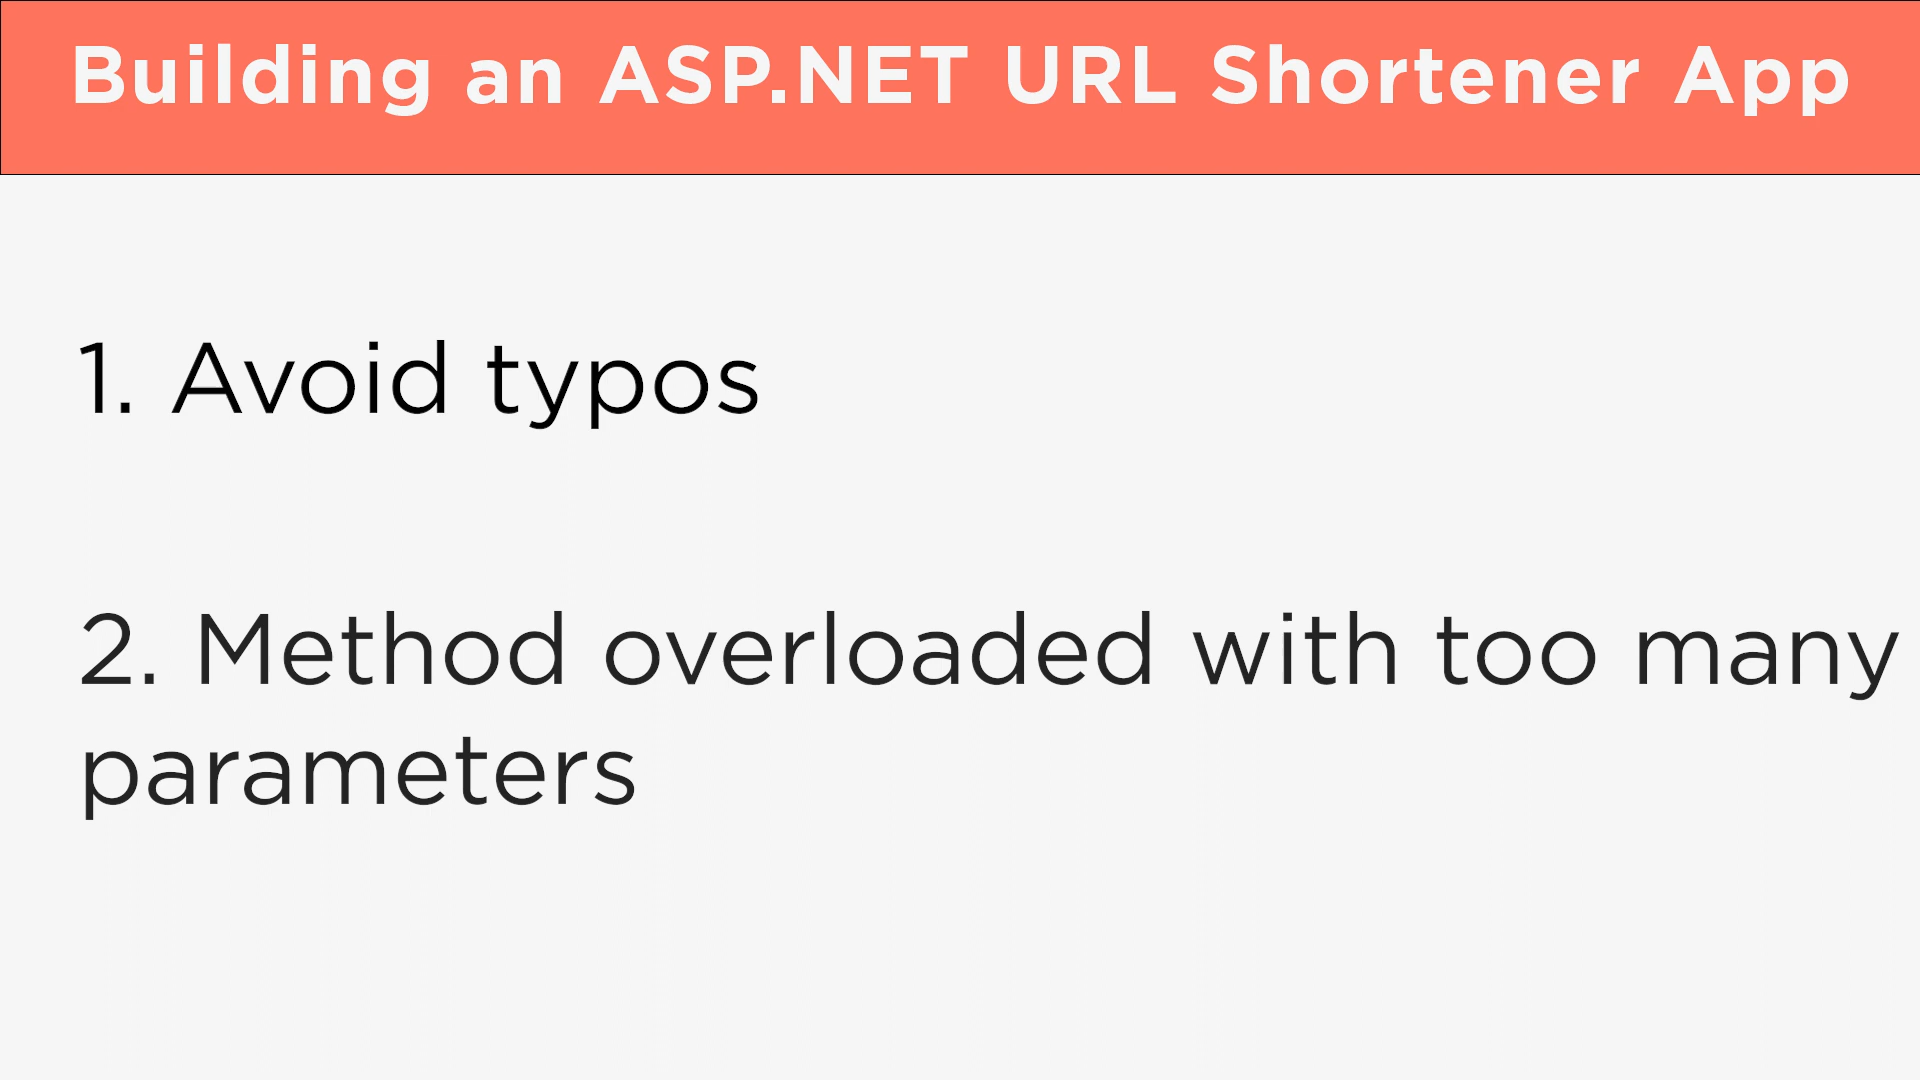 Building an ASP.NET URL Shortener App
1. Avoid typos
2. Method overloaded with too many
parameters